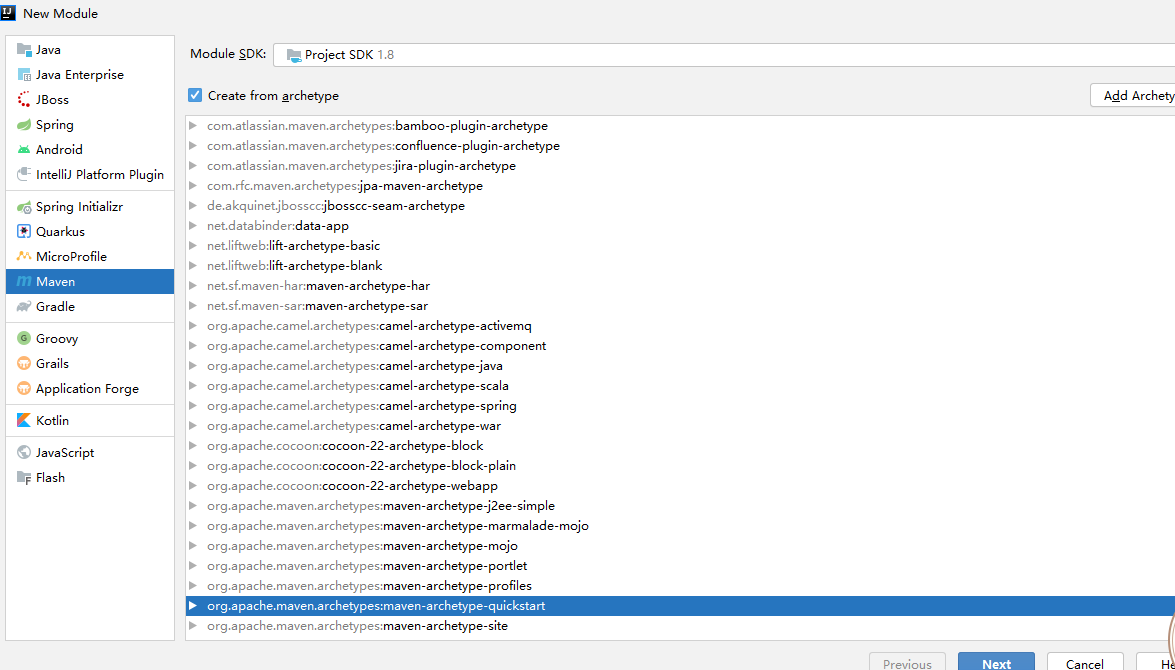 New Module
Java
Java Enterprise
JBoss
Spring
Android
IntelliJ Platform Plugin
Spring Initializr
Quarkus
MicroProfile
Maven
Gradle
Groovy
Grails
Application Forge
Kotlin
JavaScript
Flash
Module SDK: Project SDK 1.8
Create from archetype Add Archety
com.atlassian.maven.archetypes:bamboo-plugin-archetype
com.atlassian.maven.archetypes:confluence-plugin-archetype
com.atlassian.maven.archetypes:jira-plugin-archetype
com.rfc.maven.archetypes:jpa-maven-archetype
de.akquinet.jbosscc:jbosscc-seam-archetype
net.databinder:data-app
net.liftweb:lift-archetype-basic
net.liftweb:lift-archetype-blank
net.sf.maven-har:maven-archetype-har
net.sf.maven-sar:maven-archetype-sar
org.apache.camel.archetypes:camel-archetype-activemq
org.apache.camel.archetypes:camel-archetype-component
org.apache.camel.archetypes:camel-archetype-java
org.apache.camel.archetypes:camel-archetype-scala
org.apache.camel.archetypes:camel-archetype-spring
org.apache.camel.archetypes:camel-archetype-war
org.apache.cocoon:cocoon-22-archetype-block
org.apache.cocoon:cocoon-22-archetype-block-plain
org.apache.cocoon:cocoon-22-archetype-webapp
org.apache.maven.archetypes:maven-archetype-j2ee-simple
org.apache.maven.archetypes:maven-archetype-marmalade-mojo
org.apache.maven.archetypes:maven-archetype-mojo
org.apache.maven.archetypes:maven-archetype-portlet
org.apache.maven.archetypes:maven-archetype-profiles
org.apache.maven.archetypes:maven-archetype-quickstart
org.apache.maven.archetypes:maven-archetype-site
Previous Next Cancel